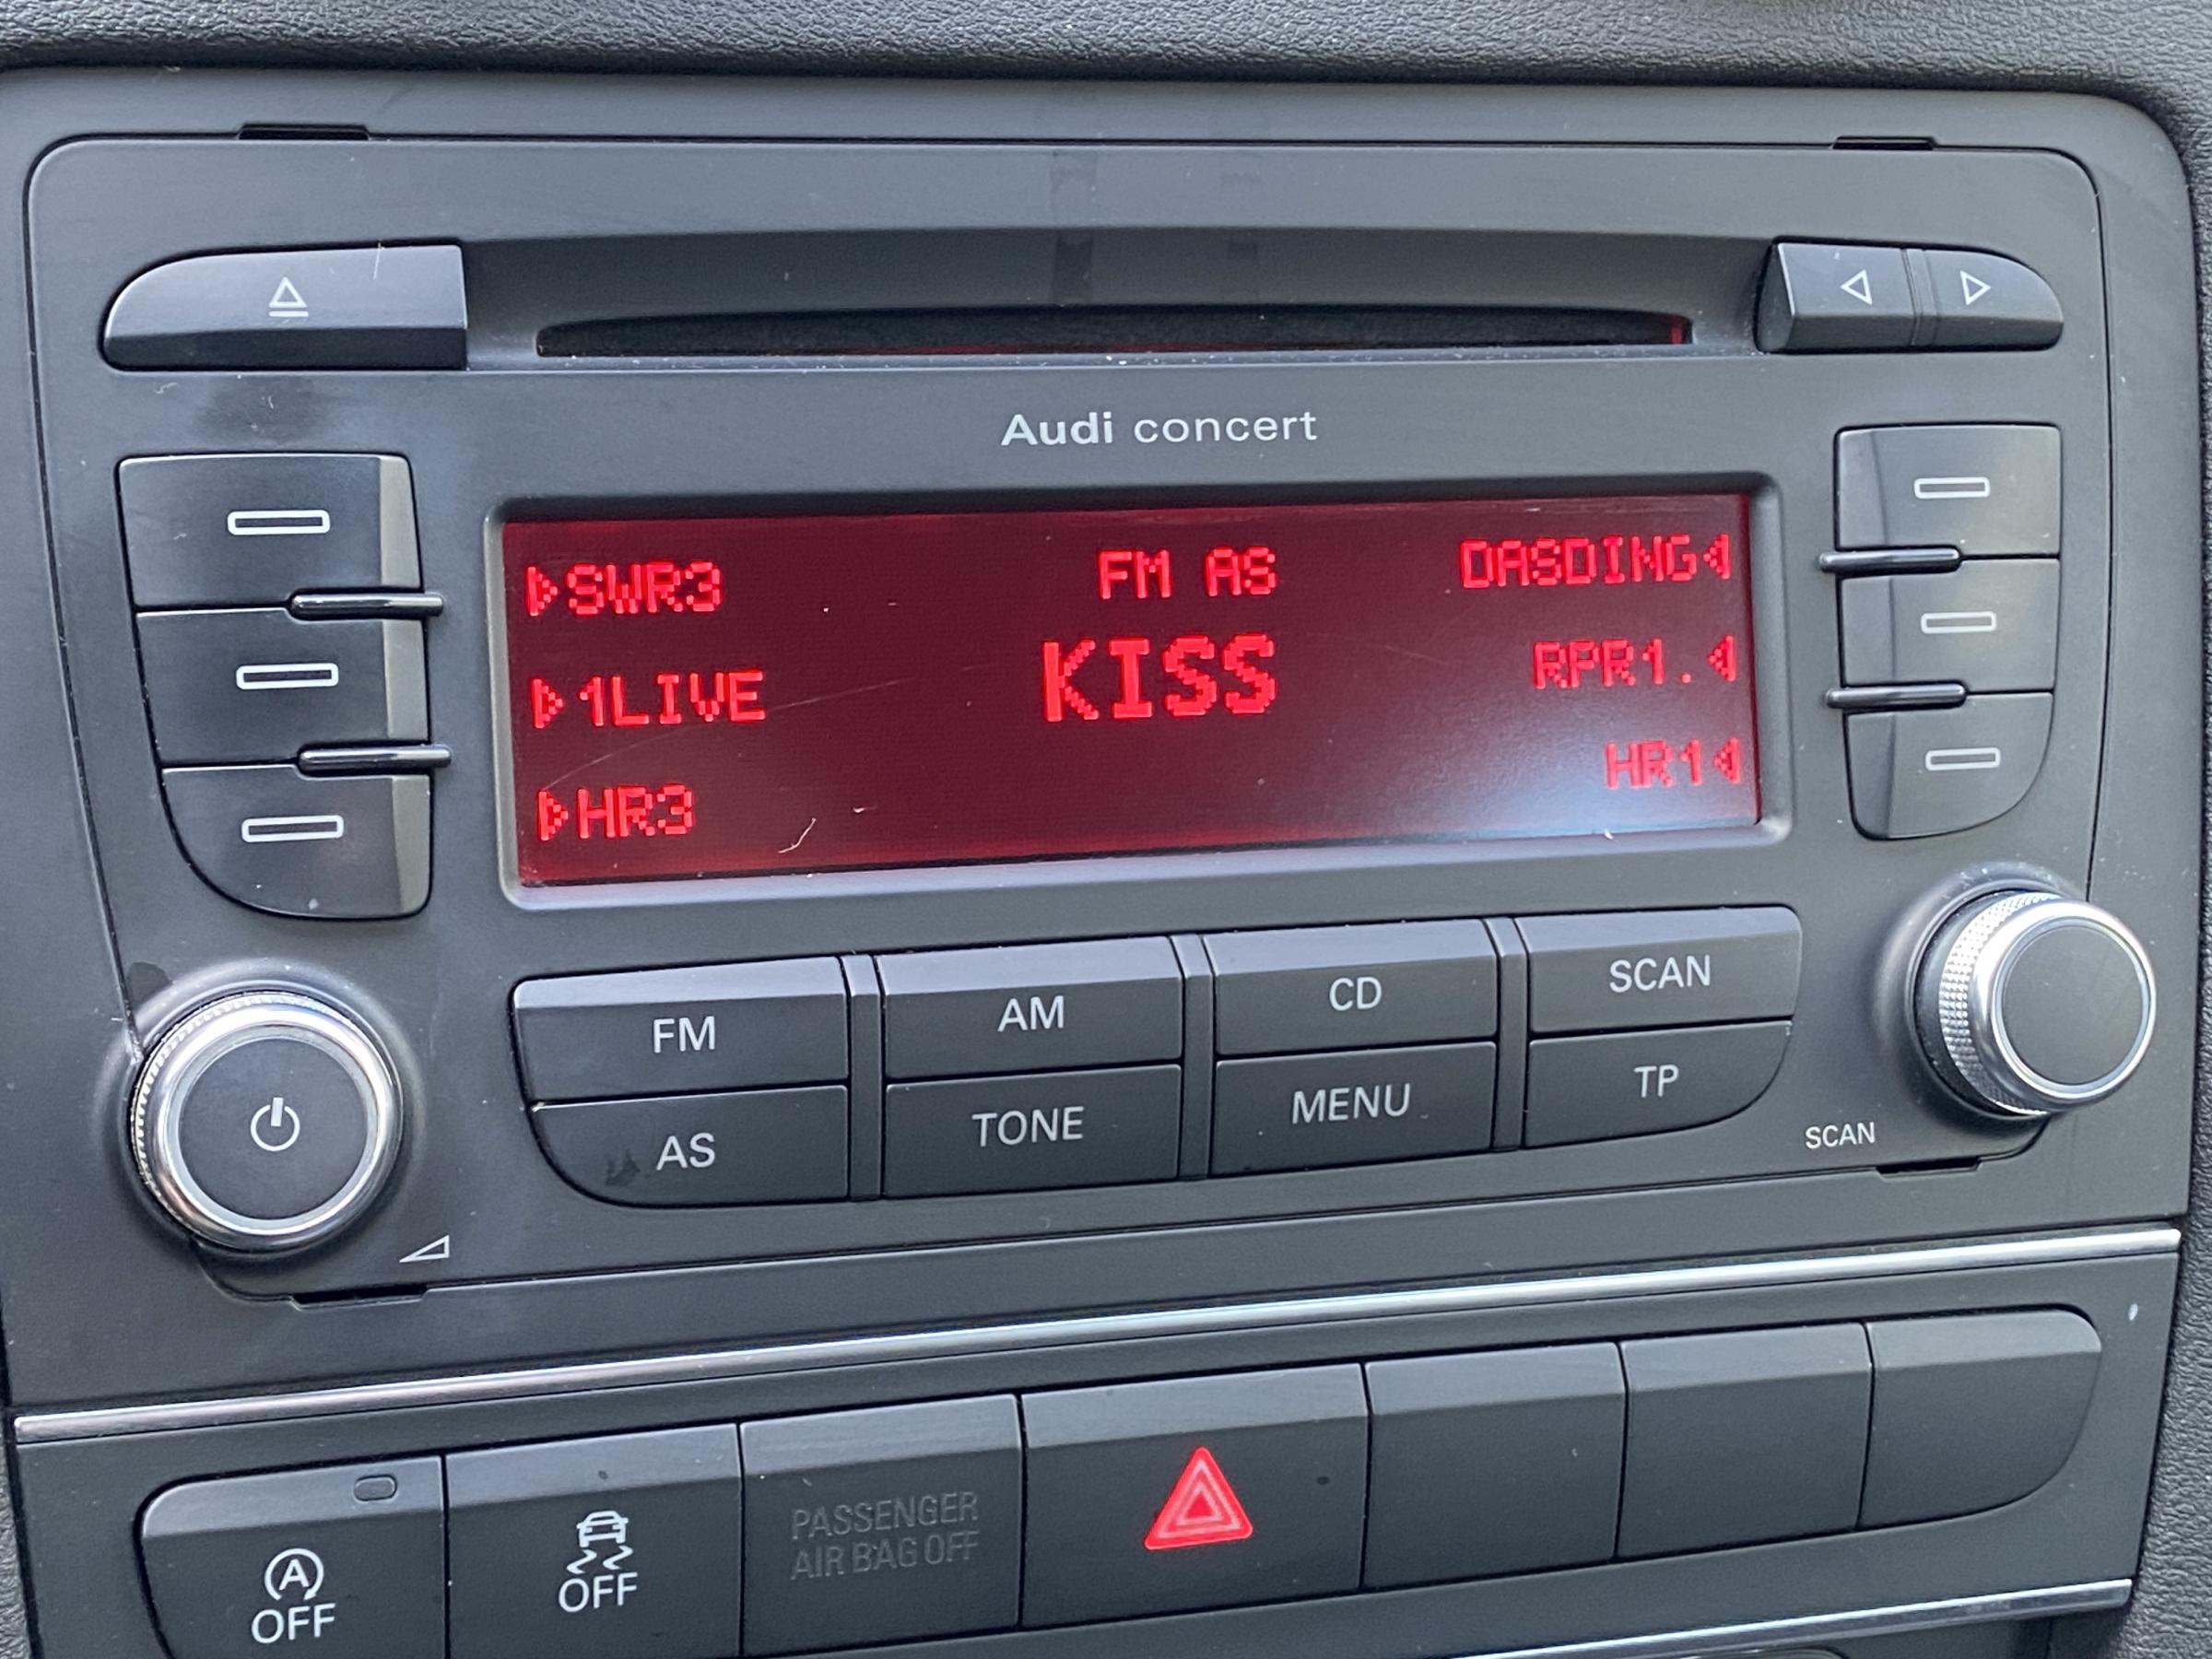 Audi concert
SWR3 FM AS DASDING
1LIVE KISS RPR1.
HR3 HR1
FM AM CD SCAN
AS TONE MENU TP
SCAN
A OFF
OFF
PASSENGER
AIR BAG OFF